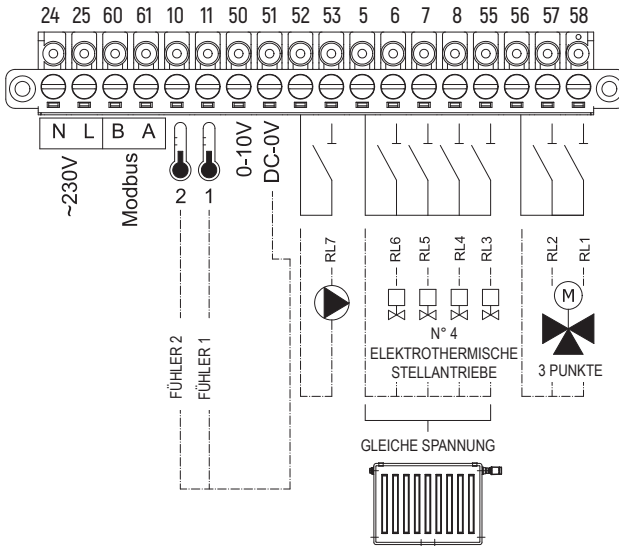 24 25 60 61 10 11 50 51 52 53 5 6 7 8 55 56 57 58
N L B A
~230V
Modbus
2 1
0-10V
DC-0V
RL7
RL6
RL5
RL4
RL3
RL2
RL1
M
FÜHLER 2
FÜHLER 1
N° 4
ELEKTROTHERMISCHE
STELLANTRIEBE
3 PUNKTE
GLEICHE SPANNUNG